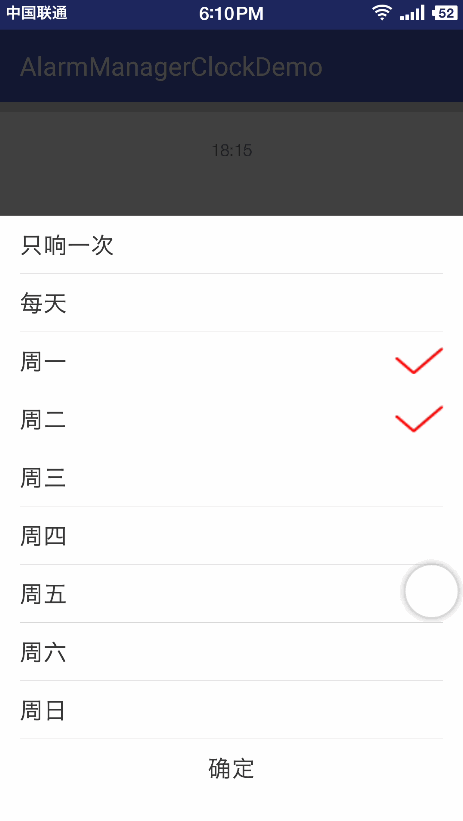 中国联通 6:10PM 52
AlarmManagerClockDemo
18:15
只响一次
每天
周一
周二
周三
周四
周五
周六
周日
确定